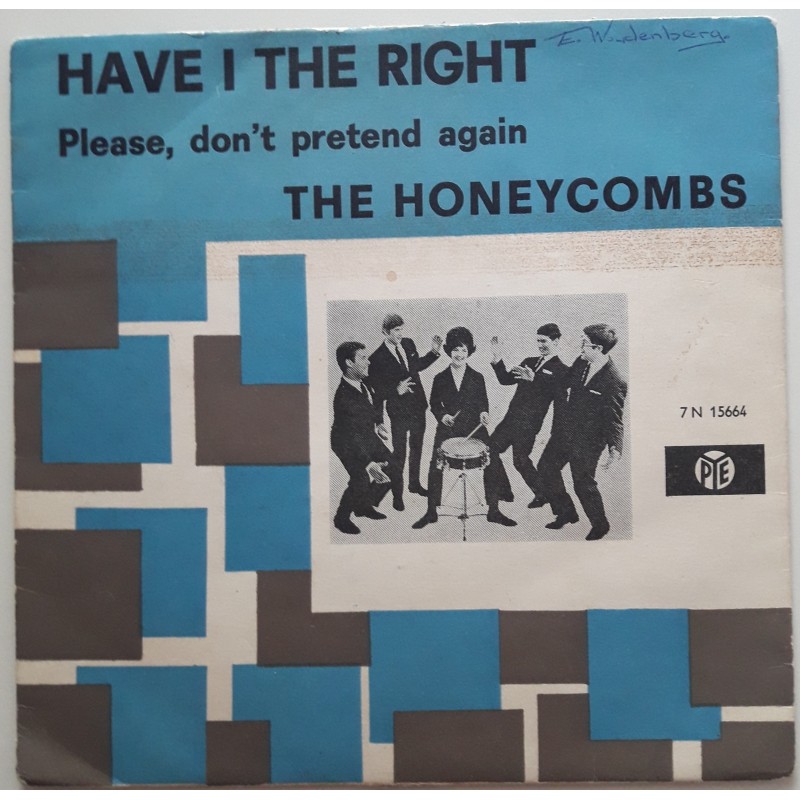 HAVE I THE RIGHT
Please, don't pretend again
THE HONEYCOMBS
7 N 15664
PYE